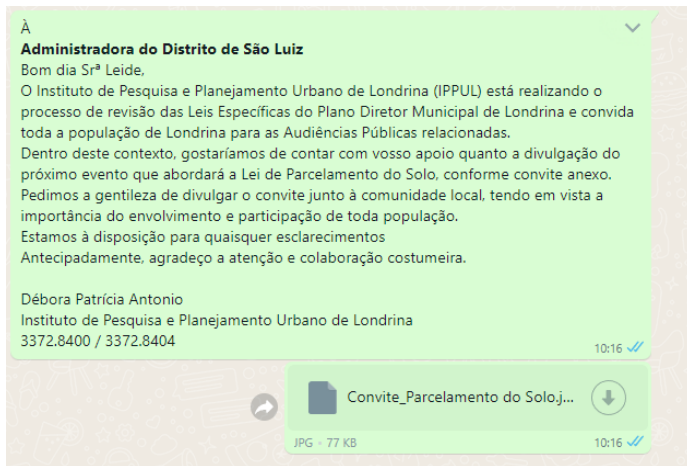 À
Administradora do Distrito de São Luiz
Bom dia Srª Leide,
O Instituto de Pesquisa e Planejamento Urbano de Londrina (IPPUL) está realizando o
processo de revisão das Leis Específicas do Plano Diretor Municipal de Londrina e convida
toda a população de Londrina para as Audiências Públicas relacionadas.
Dentro deste contexto, gostaríamos de contar com vosso apoio quanto a divulgação do
próximo evento que abordará a Lei de Parcelamento do Solo, conforme convite anexo.
Pedimos a gentileza de divulgar o convite junto à comunidade local, tendo em vista a
importância do envolvimento e participação de toda população.
Estamos à disposição para quaisquer esclarecimentos
Antecipadamente, agradeço a atenção e colaboração costumeira.
Débora Patrícia Antonio
Instituto de Pesquisa e Planejamento Urbano de Londrina
3372.8400 / 3372.8404
10:16
Convite_Parcelamento do Solo.j...
JPG • 77 KB
10:16